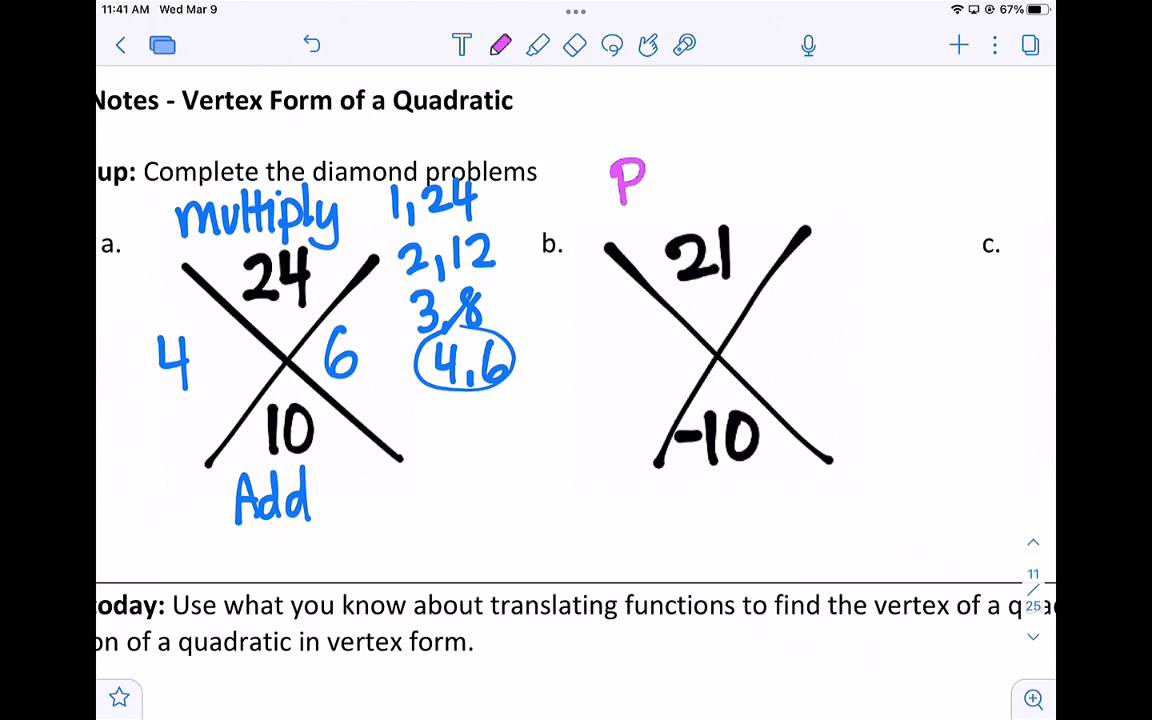 11:41 AM Wed Mar 9
67%
T
Notes - Vertex Form of a Quadratic
up: Complete the diamond problems
P
multiply
1,24
a.
24
2,12
b.
21
c.
3,8
4
6
4,6
10
-10
Add
11
25
today: Use what you know about translating functions to find the vertex of a
on of a quadratic in vertex form.